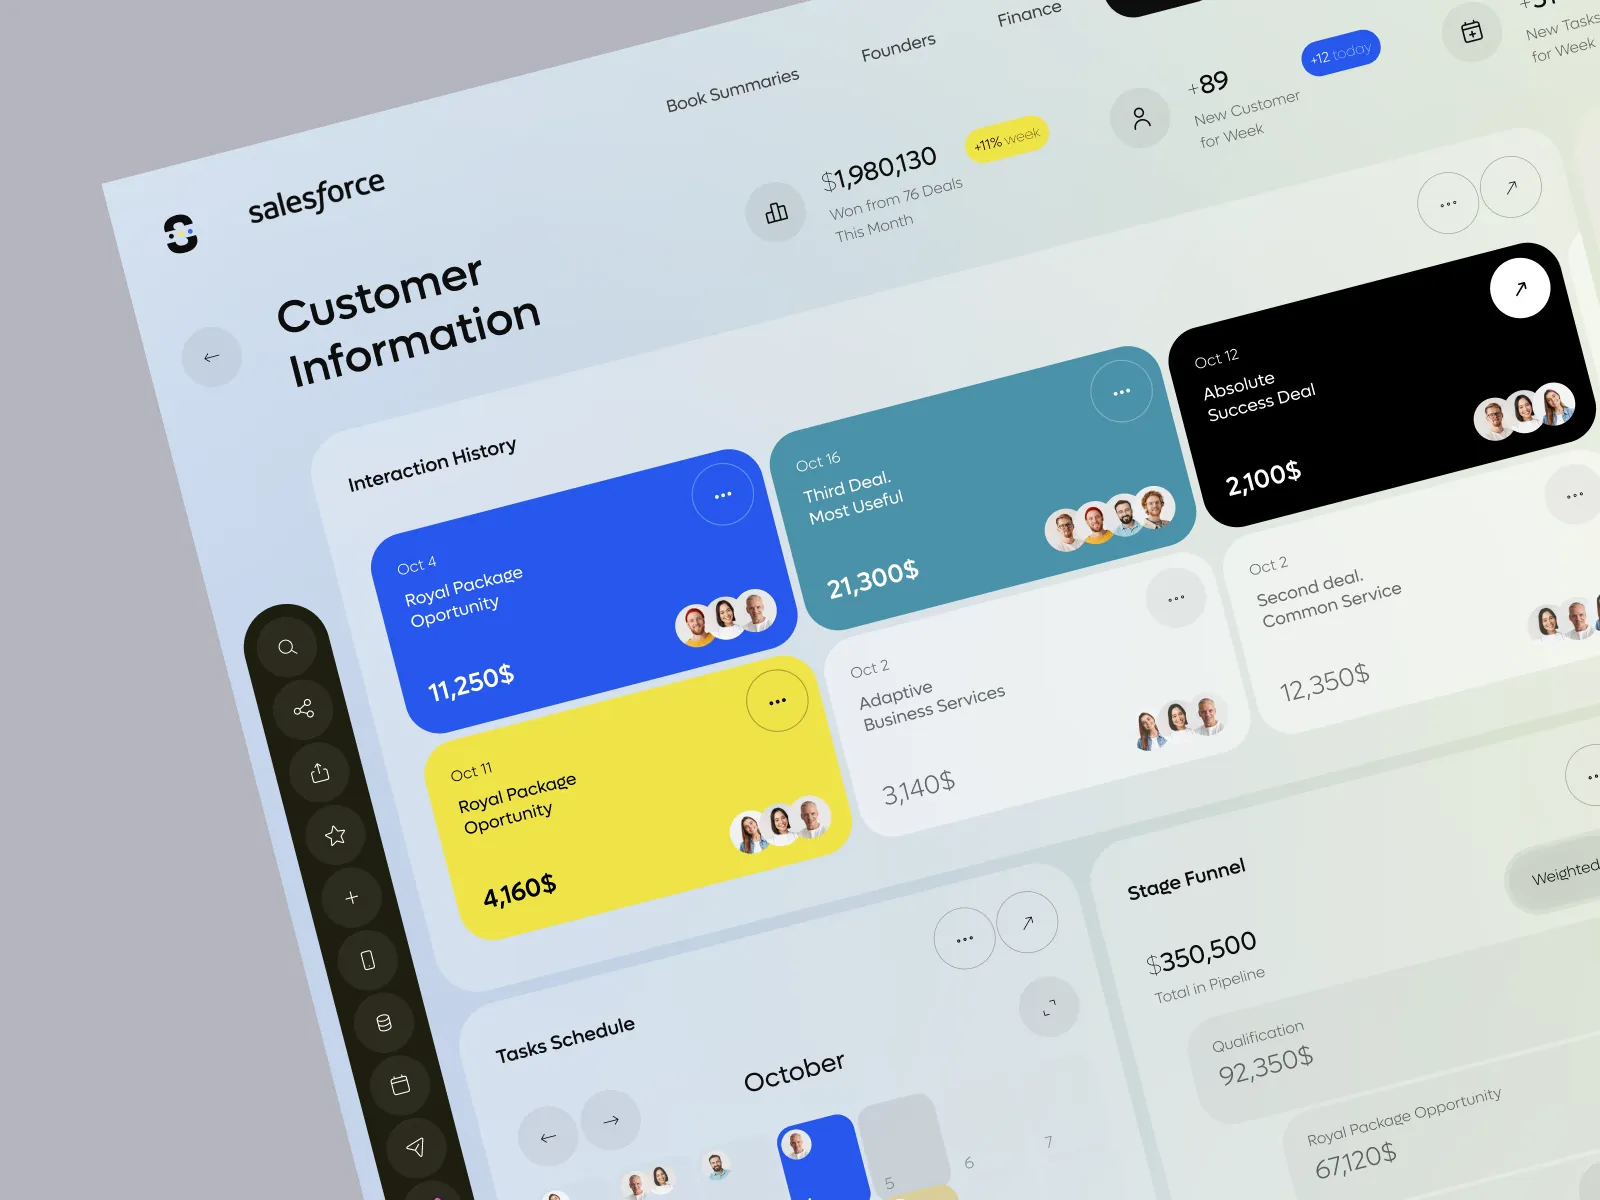 Book Summaries
Founders
Finance
salesforce
Customer
Information
$1,980,130
+11% week
Won from 76 Deals
This Month
+89
+12 today
New Customer
for Week
New Tasks
for Week
Interaction History
Oct 4
Royal Package
Oportunity
11,250$
Oct 16
Third Deal.
Most Useful
21,300$
Oct 12
Absolute
Success Deal
2,100$
Oct 11
Royal Package
Oportunity
4,160$
Oct 2
Adaptive
Business Services
3,140$
Oct 2
Second deal.
Common Service
12,350$
Tasks Schedule
October
5
6
7
Stage Funnel
Weighted
$350,500
Total in Pipeline
Qualification
92,350$
Royal Package Opportunity
67,120$